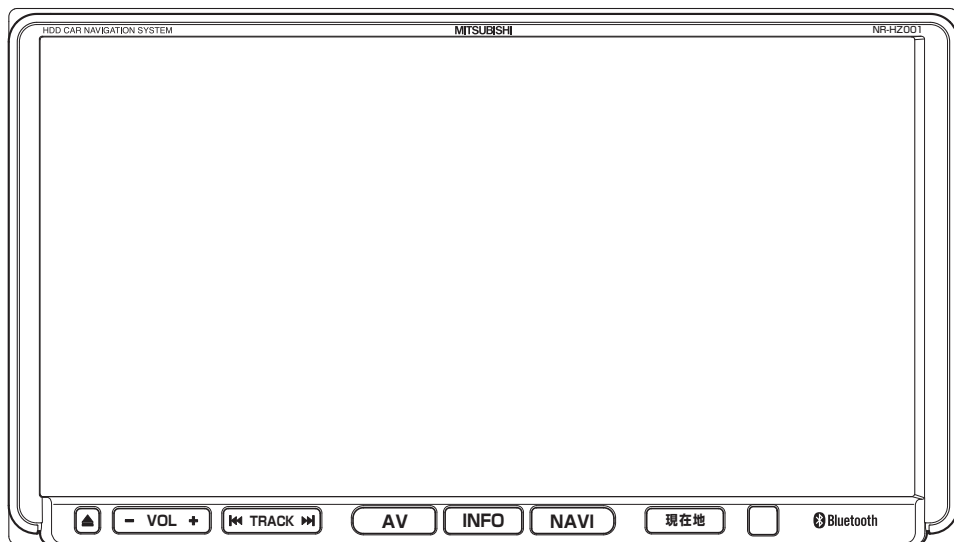 HDD CAR NAVIGATION SYSTEM MITSUBISHI NR-HZ001
- VOL + TRACK AV INFO NAVI 現在地 Bluetooth